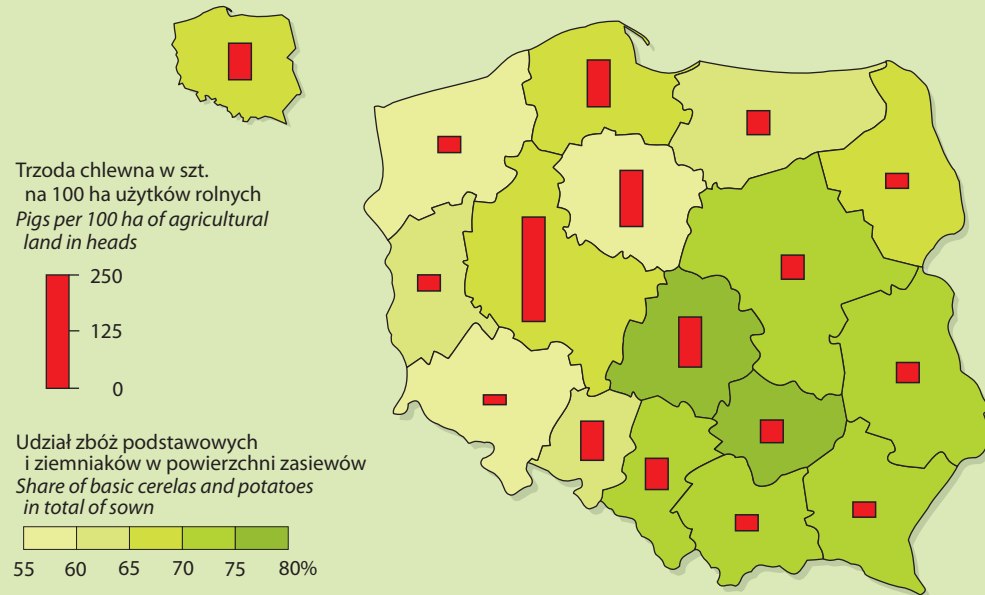 Trzoda chlewna w szt.
na 100 ha użytków rolnych
Pigs per 100 ha of agricultural
land in heads
250
125
0
Udział zbóż podstawowych
i ziemniaków w powierzchni zasiewów
Share of basic cerelas and potatoes
in total of sown
55 60 65 70 75 80%